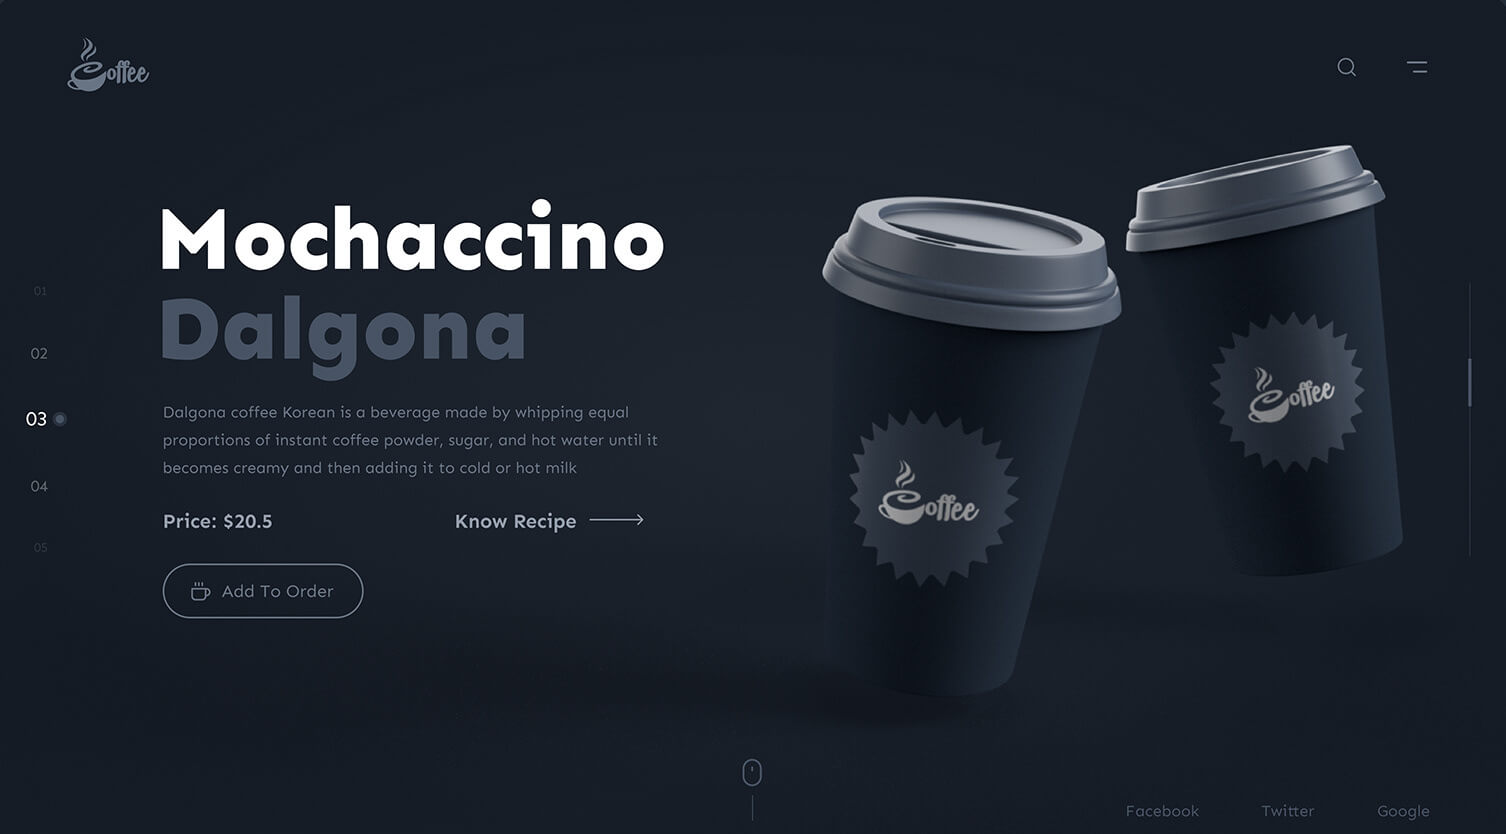 Coffee
Mochaccino
Dalgona
01
02
03
04
05
Dalgona coffee Korean is a beverage made by whipping equal
proportions of instant coffee powder, sugar, and hot water until it
becomes creamy and then adding it to cold or hot milk
Price: $20.5
Know Recipe
Add To Order
Coffee
Coffee
Facebook
Twitter
Google